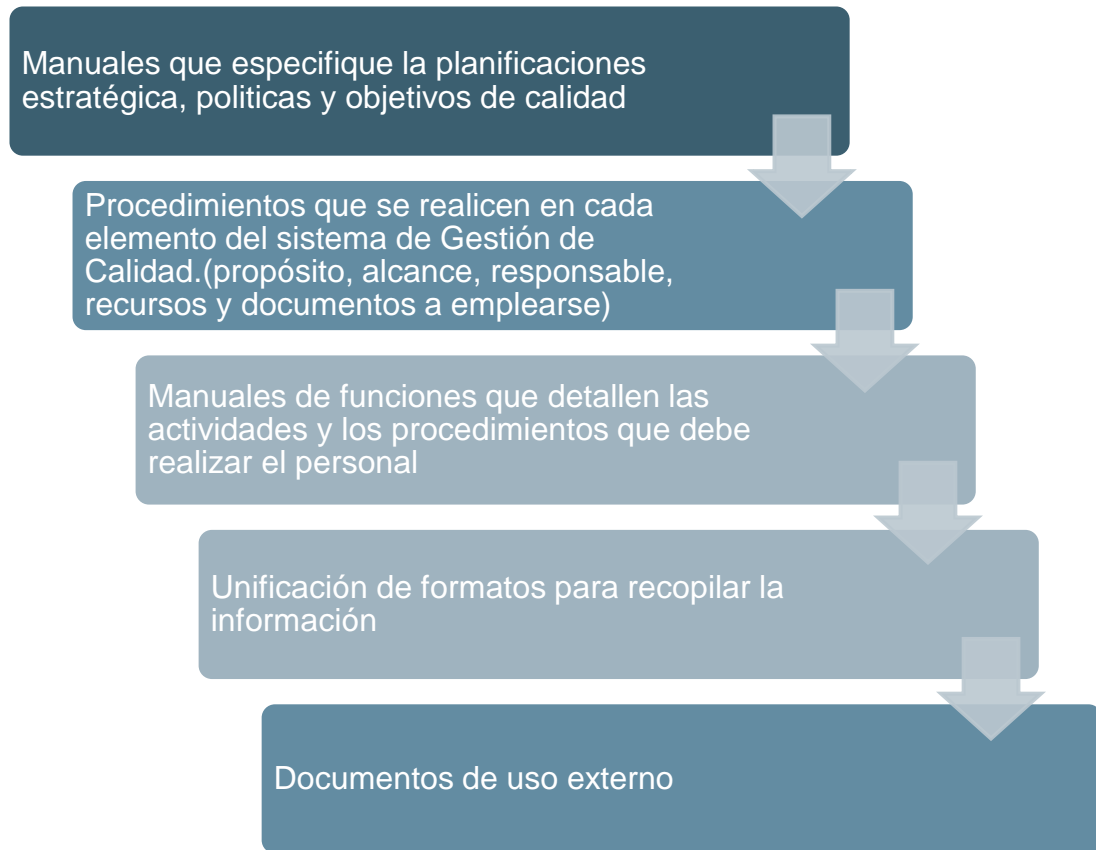 Manuales que especifique la planificaciones
estratégica, politicas y objetivos de calidad
Procedimientos que se realicen en cada
elemento del sistema de Gestión de
Calidad.(propósito, alcance, responsable,
recursos y documentos a emplearse)
Manuales de funciones que detallen las
actividades y los procedimientos que debe
realizar el personal
Unificación de formatos para recopilar la
información
Documentos de uso externo